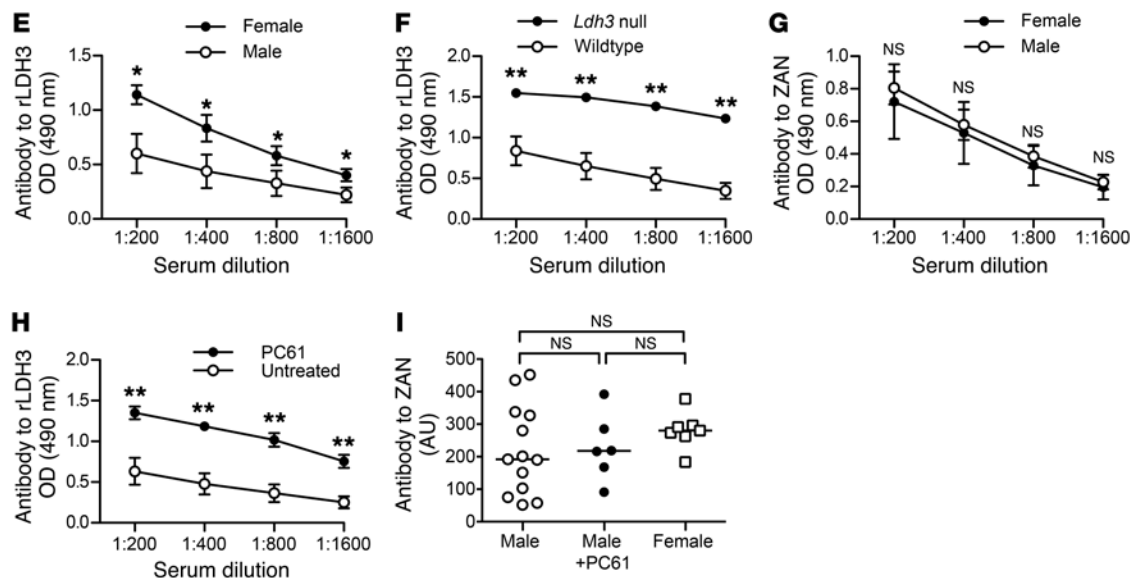 E
Female
Male
Antibody to rLDH3
OD (490 nm)
1.5
1.0
0.5
0.0
*
*
*
*
1:200
1:400
1:800
1:1600
Serum dilution
F
Ldh3 null
Wildtype
Antibody to rLDH3
OD (490 nm)
2.0
1.5
1.0
0.5
0.0
**
**
**
**
1:200
1:400
1:800
1:1600
Serum dilution
G
Female
Male
Antibody to ZAN
OD (490 nm)
1.0
0.8
0.6
0.4
0.2
0.0
NS
NS
NS
NS
1:200
1:400
1:800
1:1600
Serum dilution
H
PC61
Untreated
Antibody to rLDH3
OD (490 nm)
2.0
1.5
1.0
0.5
0.0
**
**
**
**
1:200
1:400
1:800
1:1600
Serum dilution
I
NS
NS
NS
Antibody to ZAN
(AU)
500
400
300
200
100
0
Male
Male
+PC61
Female